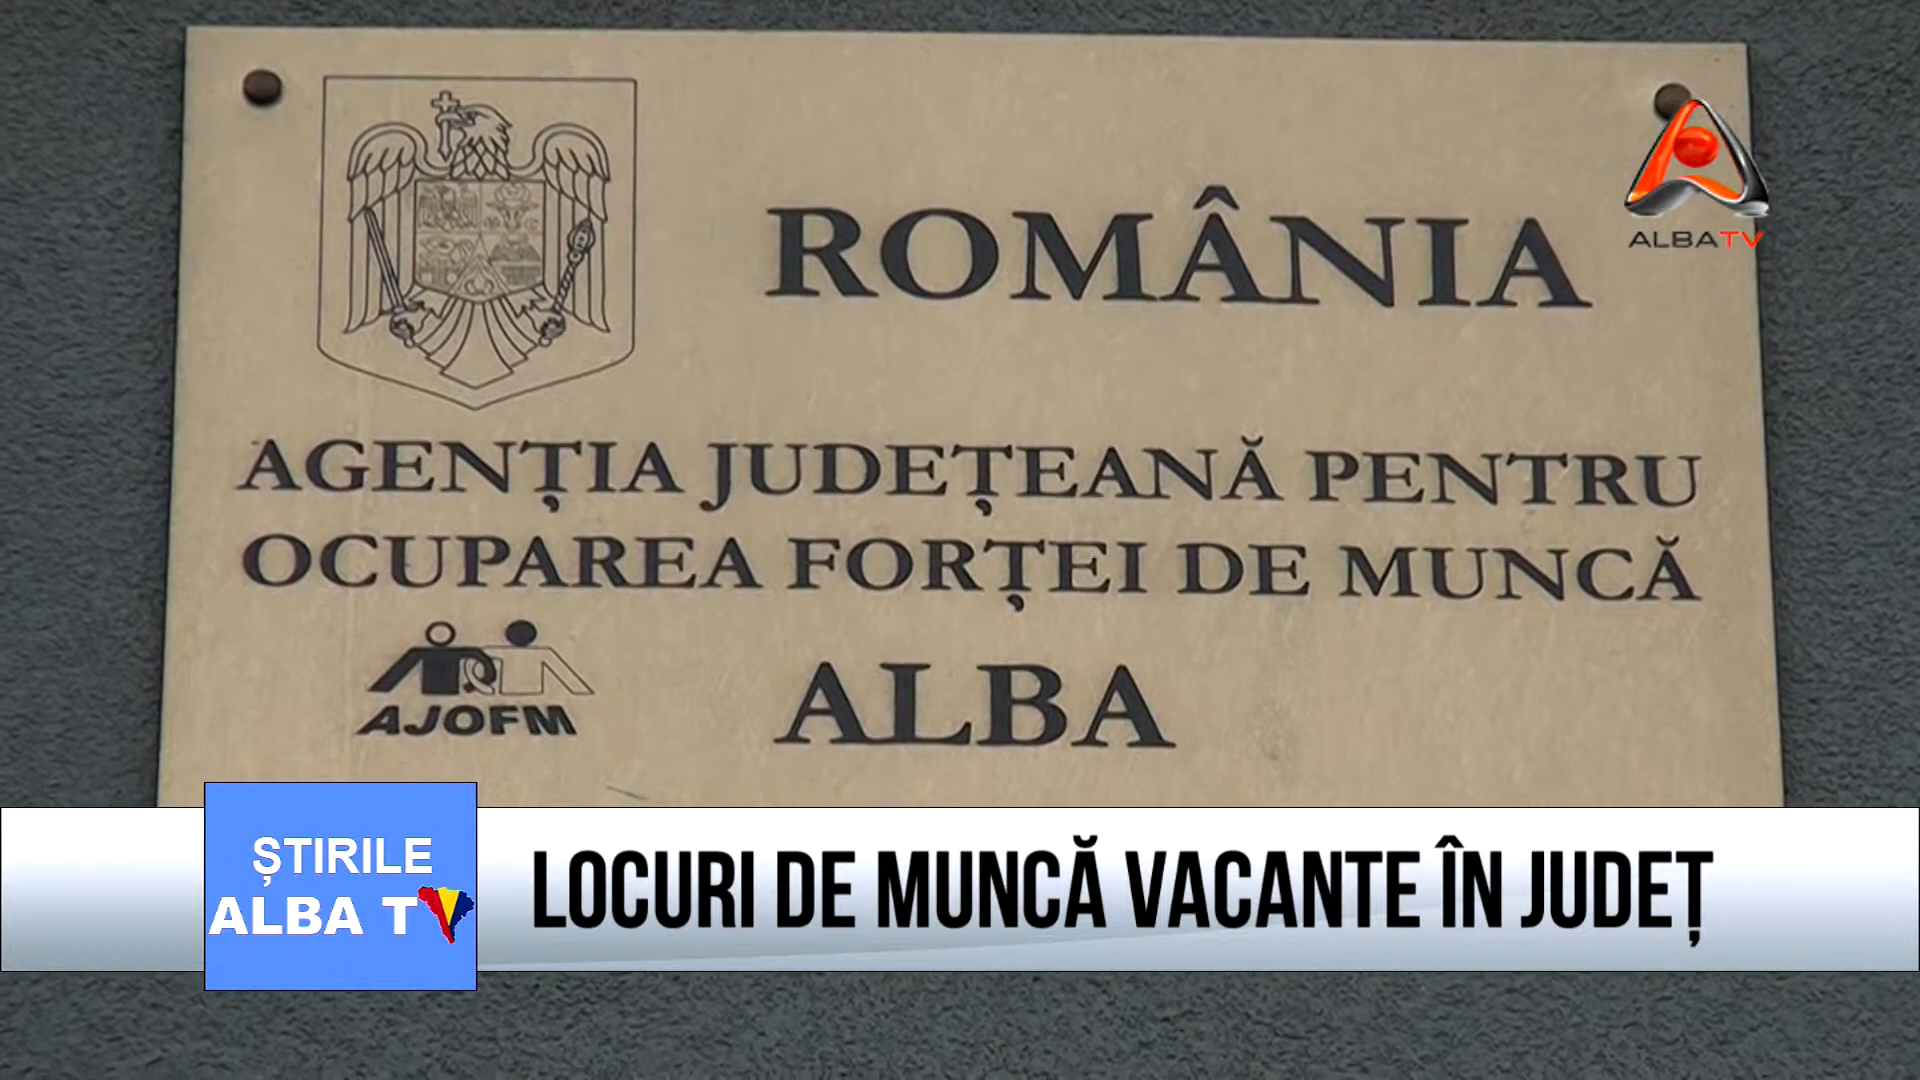 ROMÂNIA
ALBATV
AGENȚIA JUDEȚEANĂ PENTRU
OCUPAREA FORȚEI DE MUNCĂ
AJOFM
ALBA
ȘTIRILE
ALBA TV
LOCURI DE MUNCĂ VACANTE ÎN JUDEȚ